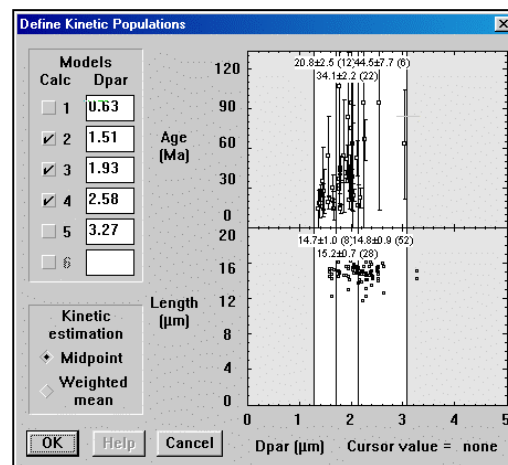 Define Kinetic Populations
Models
Calc Dpar
1 0.63
2 1.51
3 1.93
4 2.58
5 3.27
6
Kinetic
estimation
Midpoint
Weighted
mean
OK
Help
Cancel
20.8±2.5 (12) 44.5±7.7 (6)
34.1±2.2 (22)
Age
(Ma)
120
90
60
30
0
14.7±1.0 (8) 14.8±0.9 (52)
15.2±0.7 (28)
Length
(µm)
20
16
12
8
4
0
0 1 2 3 4 5
Dpar (µm) Cursor value = none